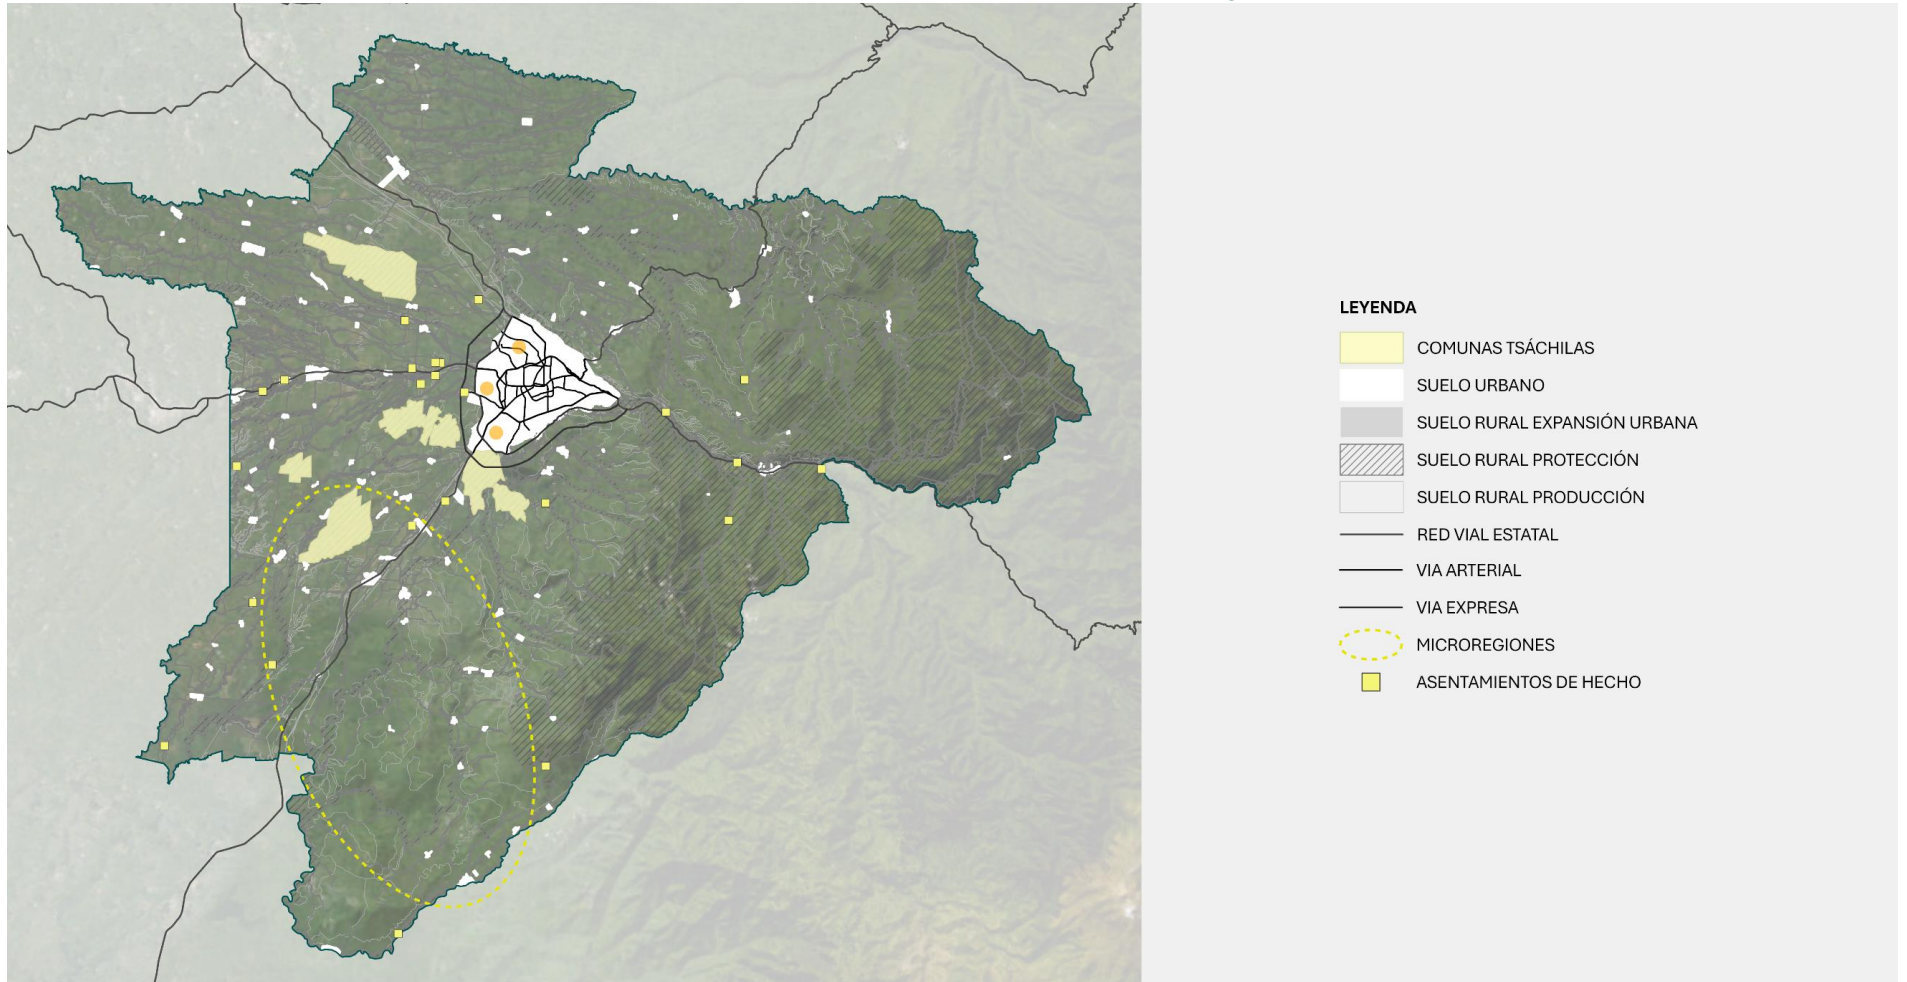 LEYENDA
COMUNAS TSÁCHILAS
SUELO URBANO
SUELO RURAL EXPANSIÓN URBANA
SUELO RURAL PROTECCIÓN
SUELO RURAL PRODUCCIÓN
RED VIAL ESTATAL
VIA ARTERIAL
VIA EXPRESA
MICROREGIONES
ASENTAMIENTOS DE HECHO